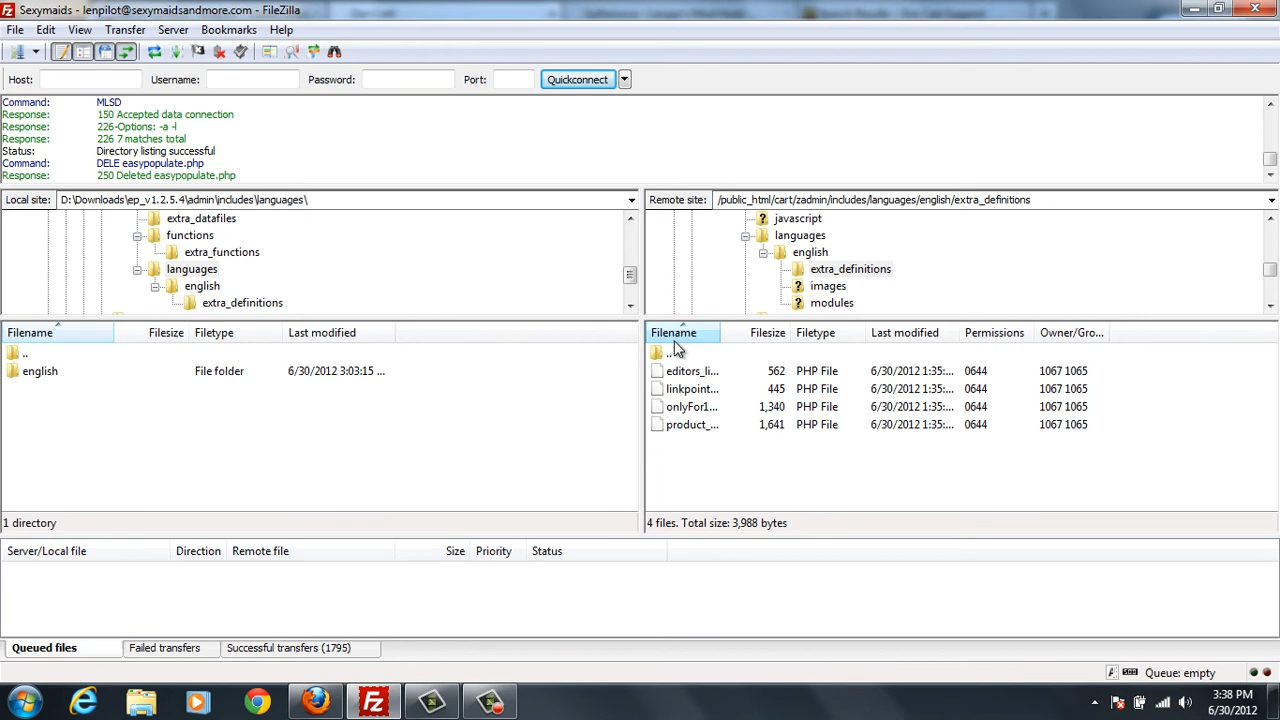 Sexymaids - lenpilot@sexymaidsandmore.com - FileZilla
File Edit View Transfer Server Bookmarks Help
Host: Username: Password: Port: Quickconnect
Command: MLSD
Response: 150 Accepted data connection
Response: 226-Options: -a -l
Response: 226 7 matches total
Status: Directory listing successful
Command: DELE easypopulate.php
Response: 250 Deleted easypopulate.php
Local site: D:\Downloads\ep_v1.2.5.4\admin\includes\languages\
extra_datafiles
functions
extra_functions
languages
english
extra_definitions
Remote site: /public_html/cart/zadmin/includes/languages/english/extra_definitions
javascript
languages
english
extra_definitions
images
modules
Filename Filesize Filetype Last modified
..
english File folder 6/30/2012 3:03:15 ...
1 directory
Filename Filesize Filetype Last modified Permissions Owner/Gro...
..
editors_li... 562 PHP File 6/30/2012 1:35:... 0644 1067 1065
linkpoint... 445 PHP File 6/30/2012 1:35:... 0644 1067 1065
onlyFor1... 1,340 PHP File 6/30/2012 1:35:... 0644 1067 1065
product_... 1,641 PHP File 6/30/2012 1:35:... 0644 1067 1065
4 files. Total size: 3,988 bytes
Server/Local file Direction Remote file Size Priority Status
Queued files Failed transfers Successful transfers (1795)
Queue: empty
3:38 PM
6/30/2012